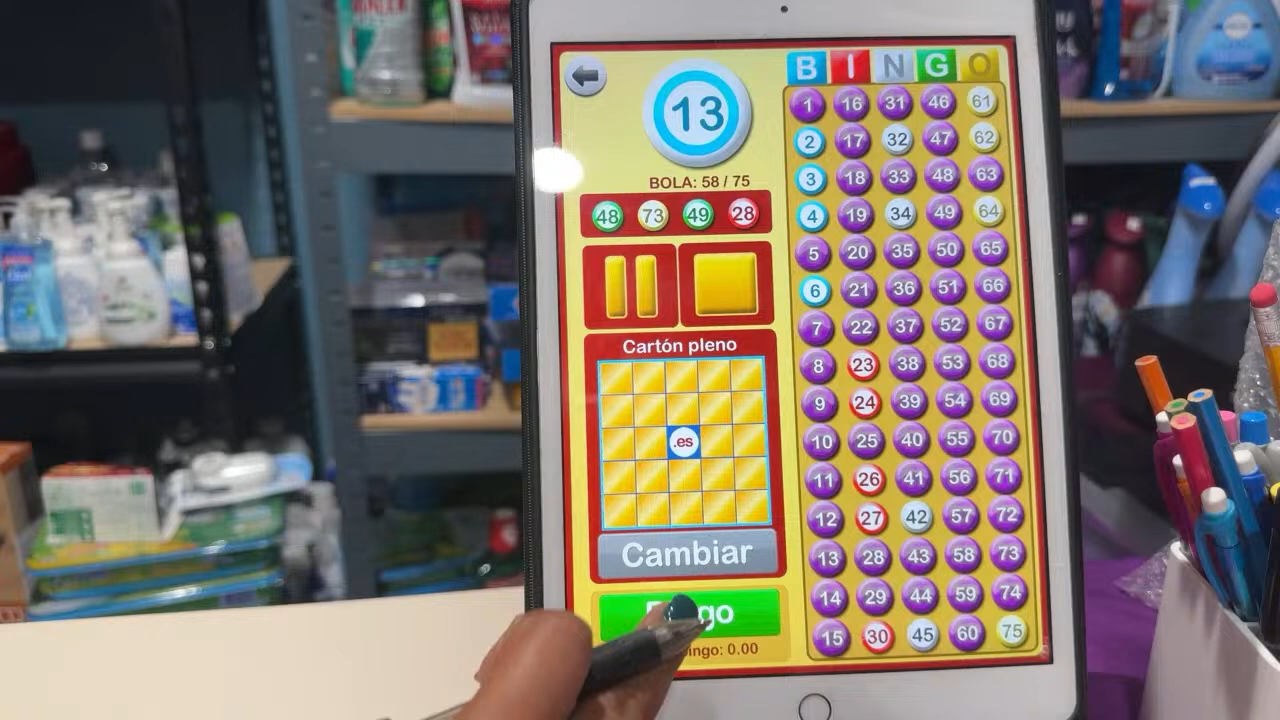 B I N G O
13
BOLA: 58 / 75
48 73 49 28
1 16 31 46 61
2 17 32 47 62
3 18 33 48 63
4 19 34 49 64
5 20 35 50 65
6 21 36 51 66
7 22 37 52 67
8 23 38 53 68
9 24 39 54 69
10 25 40 55 70
11 26 41 56 71
12 27 42 57 72
13 28 43 58 73
14 29 44 59 74
15 30 45 60 75
Cartón pleno
.es
Cambiar